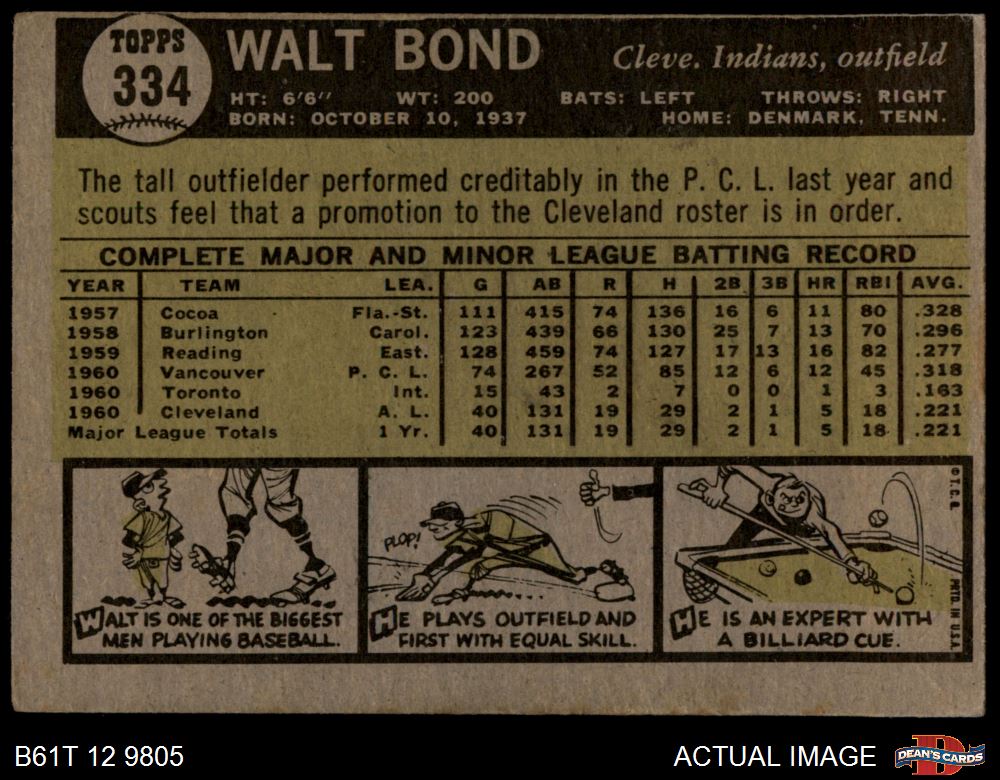 TOPPS
334
WALT BOND
Cleve. Indians, outfield
HT: 6'6" WT: 200 BATS: LEFT THROWS: RIGHT
BORN: OCTOBER 10, 1937 HOME: DENMARK, TENN.
The tall outfielder performed creditably in the P. C. L. last year and
scouts feel that a promotion to the Cleveland roster is in order.
COMPLETE MAJOR AND MINOR LEAGUE BATTING RECORD
YEAR TEAM LEA. G AB R H 2B 3B HR RBI AVG.
1957 Cocoa Fla.-St. 111 415 74 136 16 6 11 80 .328
1958 Burlington Carol. 123 439 66 130 25 7 13 70 .296
1959 Reading East. 128 459 74 127 17 13 16 82 .277
1960 Vancouver P. C. L. 74 267 52 85 12 6 12 45 .318
1960 Toronto Int. 15 43 2 7 0 0 1 3 .163
1960 Cleveland A. L. 40 131 19 29 2 1 5 18 .221
Major League Totals 1 Yr. 40 131 19 29 2 1 5 18 .221
WALT IS ONE OF THE BIGGEST
MEN PLAYING BASEBALL.
PLOP!
HE PLAYS OUTFIELD AND
FIRST WITH EQUAL SKILL.
HE IS AN EXPERT WITH
A BILLIARD CUE.
© T.C.G. PRTD. IN U.S.A.
B61T 12 9805
ACTUAL IMAGE
DEAN'S CARDS